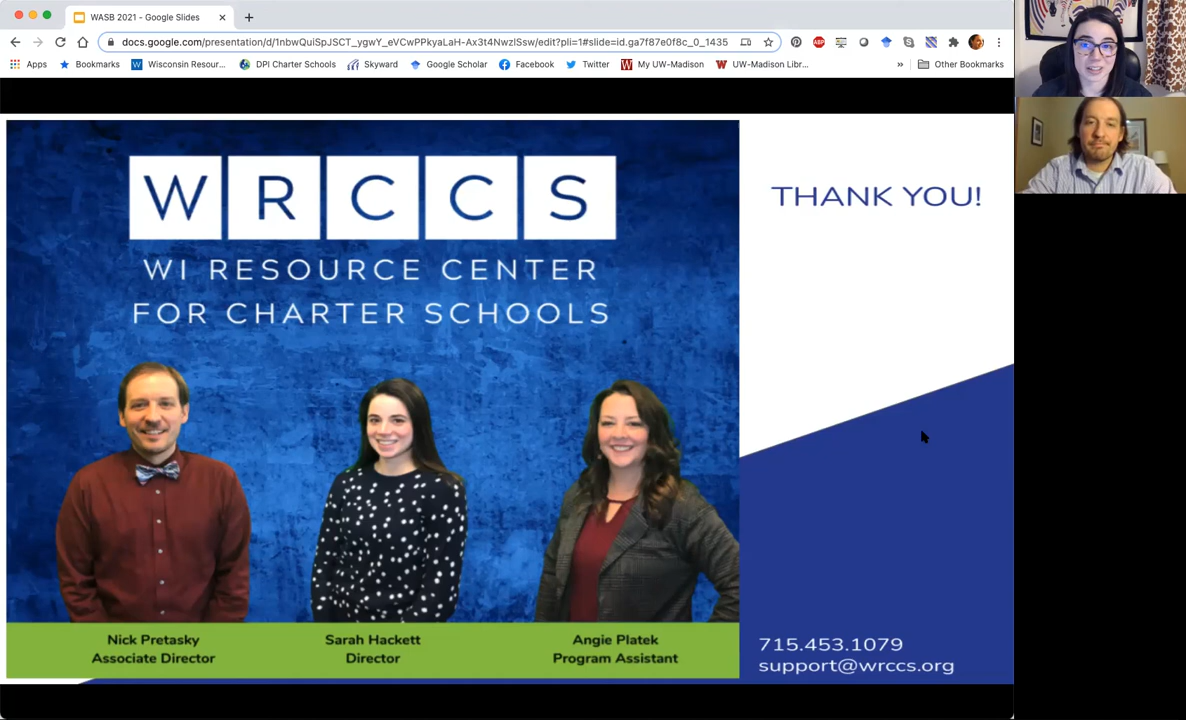 WASB 2021 - Google Slides
docs.google.com/presentation/d/1nbwQuiSpJSCT_ygwY_eVCwPPkyaLaH-Ax3t4NwzlSsw/edit?pli=1#slide=id.ga7f87e0f8c_0_1435
Apps Bookmarks Wisconsin Resour... DPI Charter Schools Skyward Google Scholar Facebook Twitter My UW-Madison UW-Madison Libr... » Other Bookmarks
ABP
WRCCS
WI RESOURCE CENTER
FOR CHARTER SCHOOLS
THANK YOU!
Nick Pretasky
Associate Director
Sarah Hackett
Director
Angie Platek
Program Assistant
715.453.1079
support@wrccs.org